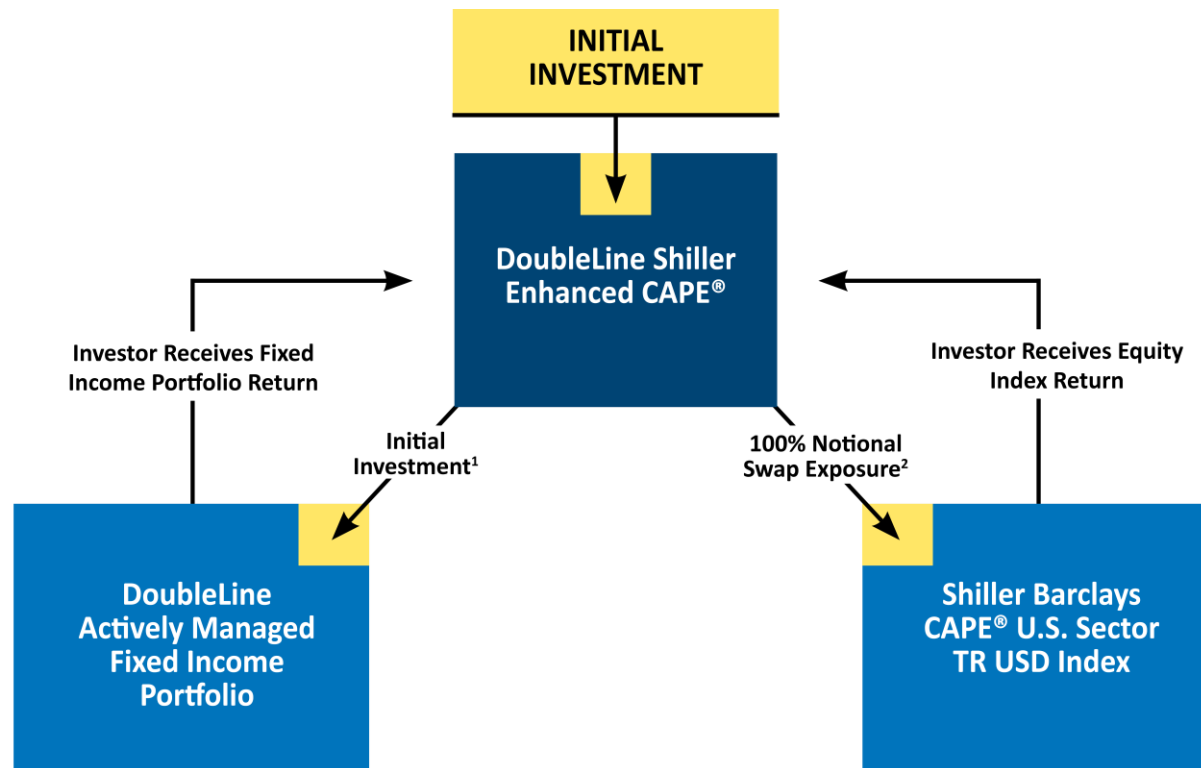 INITIAL
INVESTMENT
DoubleLine Shiller
Enhanced CAPE®
Investor Receives Fixed
Income Portfolio Return
Investor Receives Equity
Index Return
Initial
Investment¹
100% Notional
Swap Exposure²
DoubleLine
Actively Managed
Fixed Income
Portfolio
Shiller Barclays
CAPE® U.S. Sector
TR USD Index